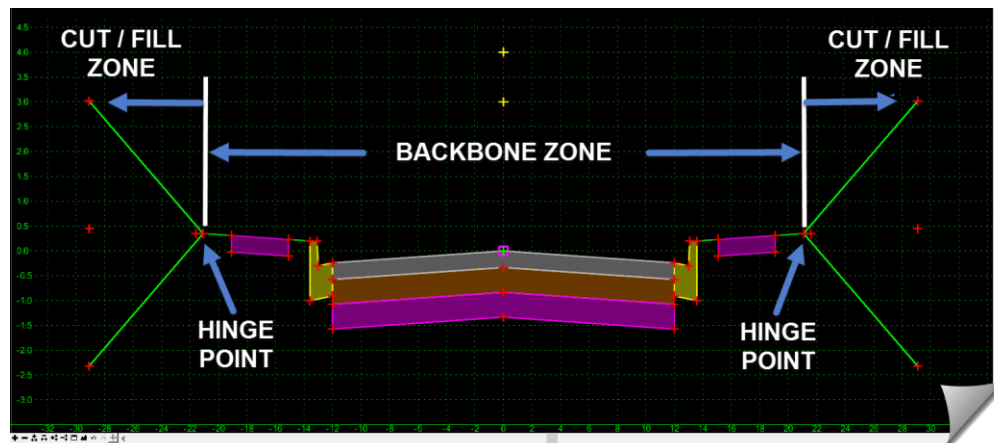 CUT / FILL
ZONE
CUT / FILL
ZONE
BACKBONE ZONE
HINGE
POINT
HINGE
POINT
4.5
4.0
3.5
3.0
2.5
2.0
1.5
1.0
0.5
0.0
-0.5
-1.0
-1.5
-2.0
-2.5
-3.0
-32 -30 -28 -26 -24 -22 -20 -18 -16 -14 -12 -10 -8 -6 -4 -2 0 2 4 6 8 10 12 14 16 18 20 22 24 26 28 30